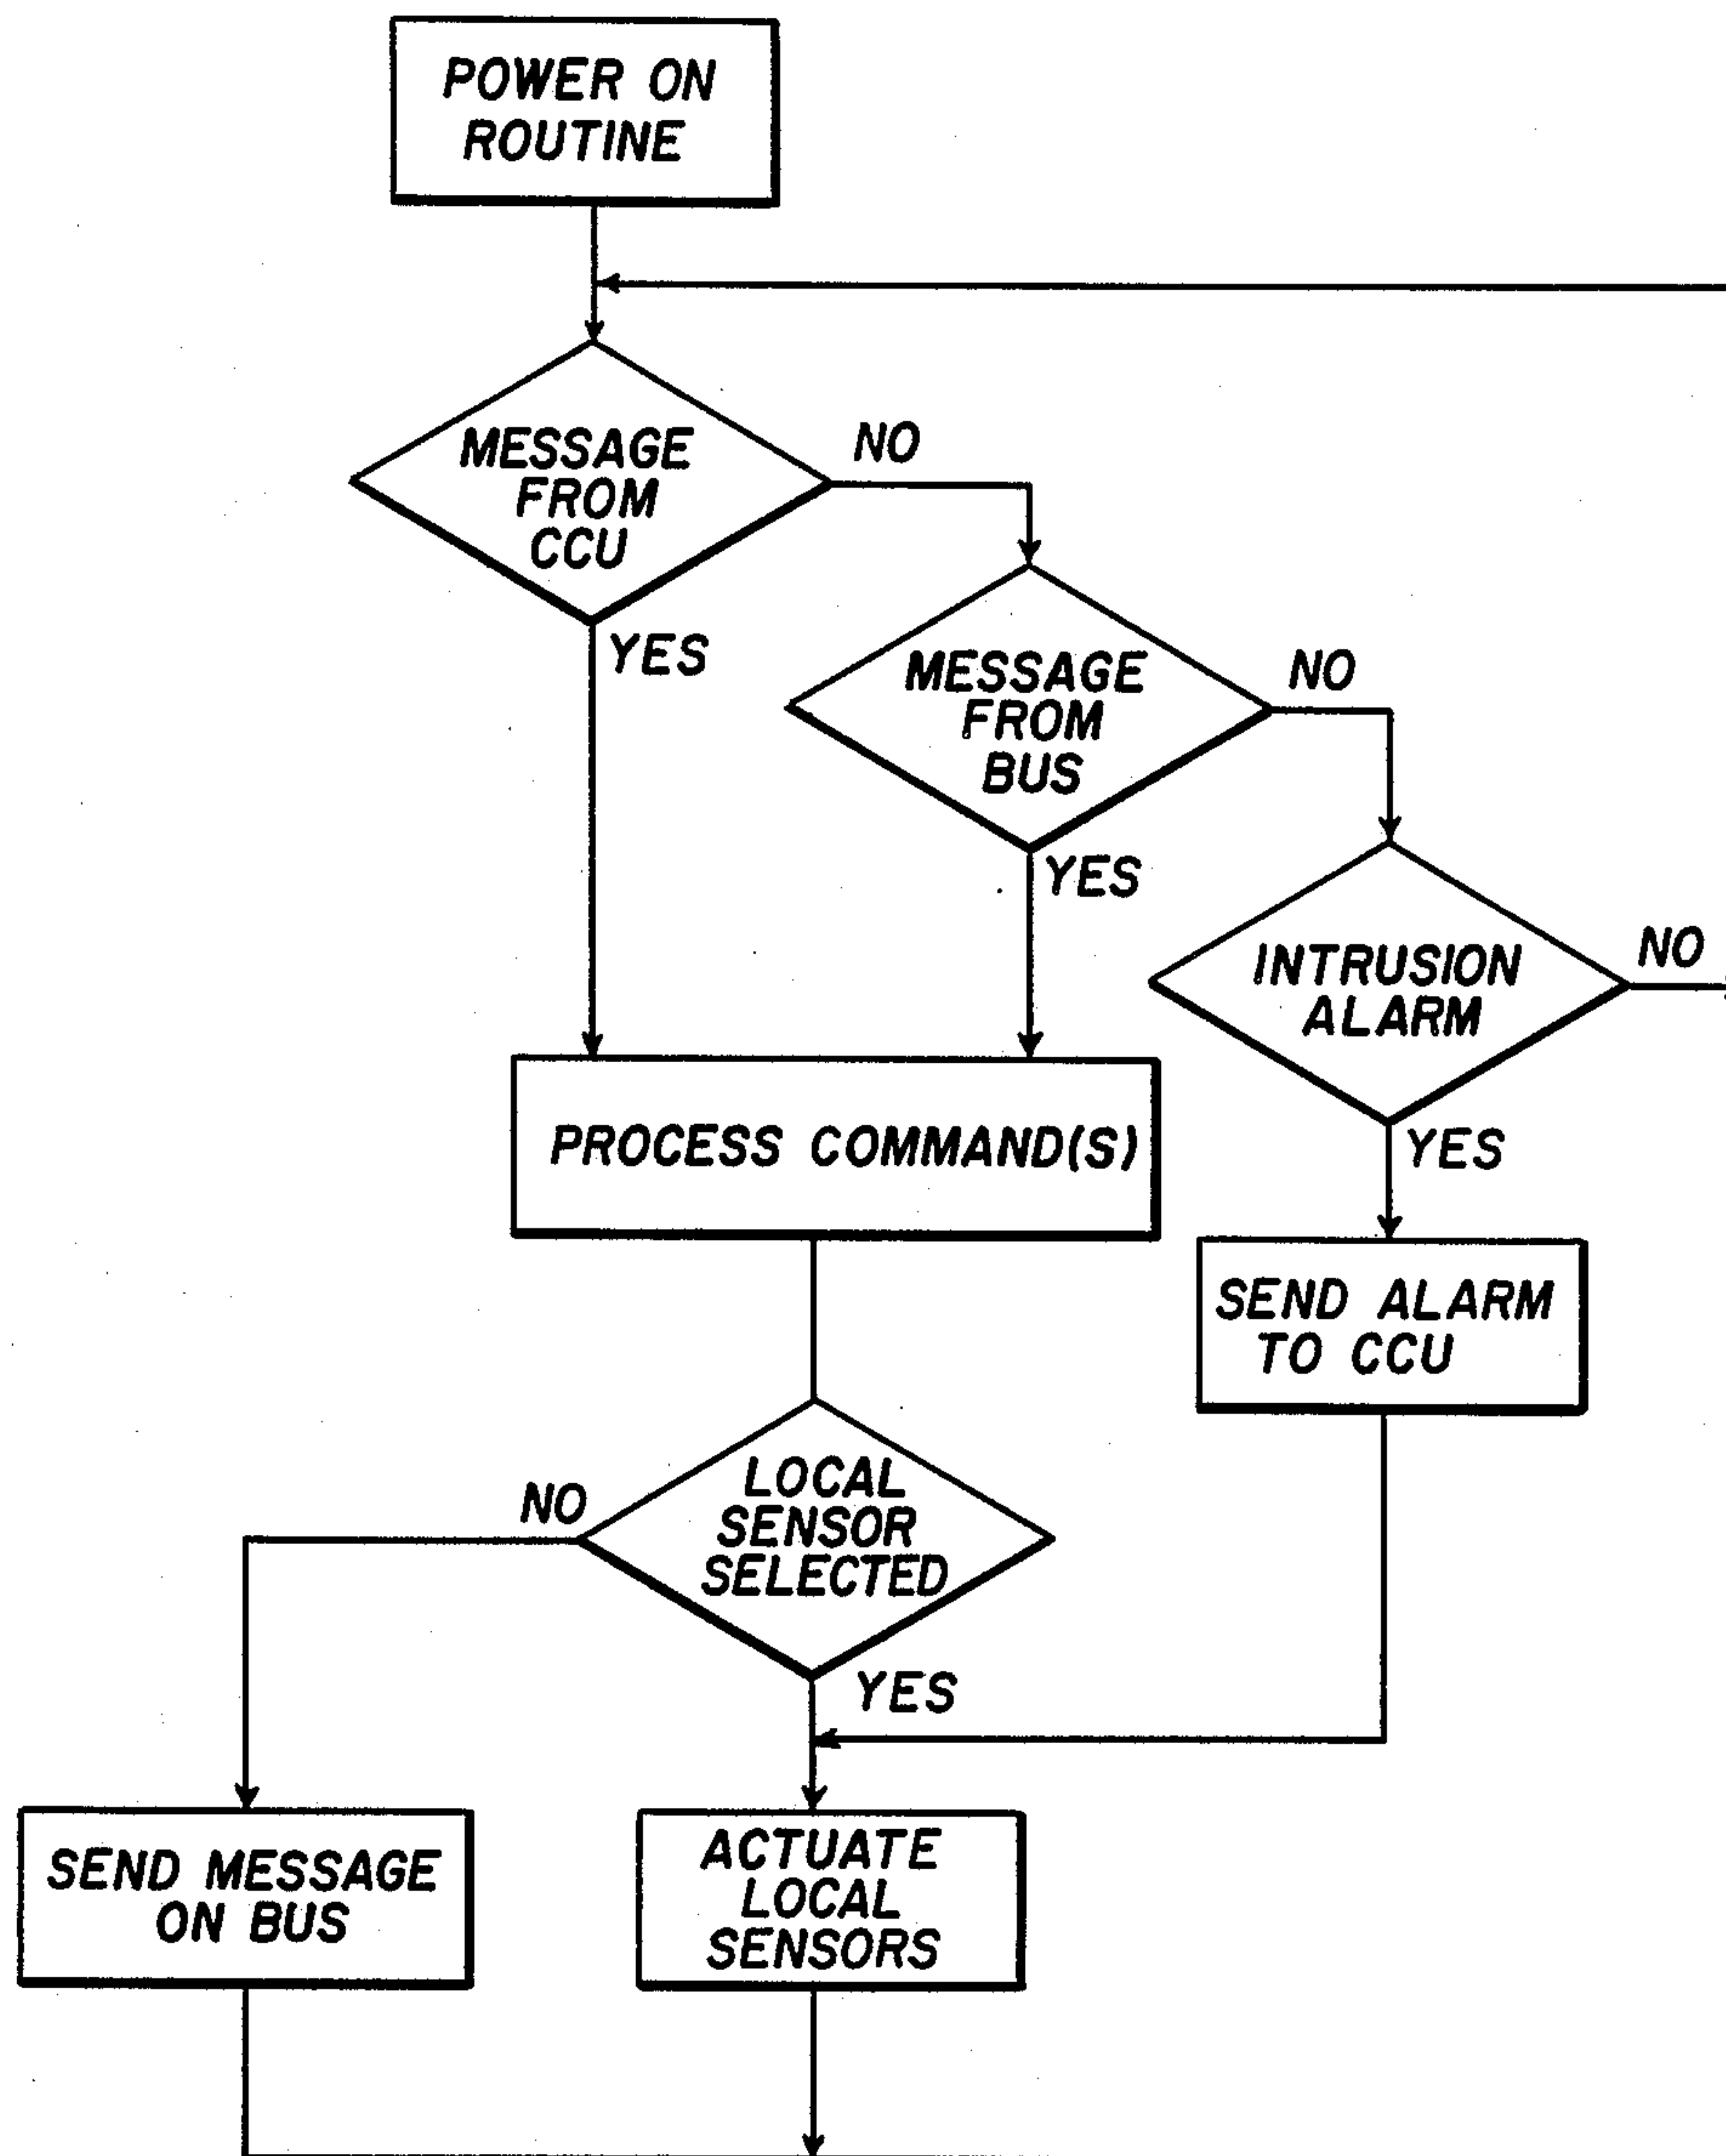 POWER ON
ROUTINE
MESSAGE
FROM
CCU
NO
YES
MESSAGE
FROM
BUS
NO
YES
INTRUSION
ALARM
NO
YES
PROCESS COMMAND(S)
SEND ALARM
TO CCU
LOCAL
SENSOR
SELECTED
NO
YES
SEND MESSAGE
ON BUS
ACTUATE
LOCAL
SENSORS